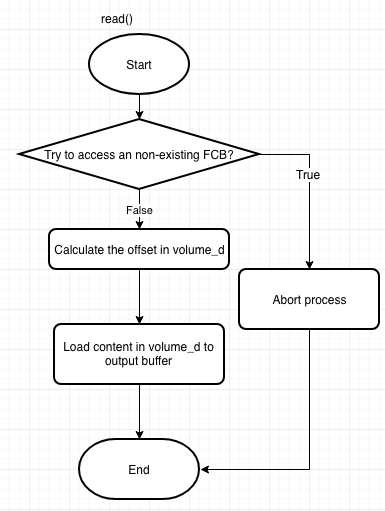 read()
Start
Try to access an non-existing FCB?
True
False
Calculate the offset in volume_d
Abort process
Load content in volume_d to
output buffer
End